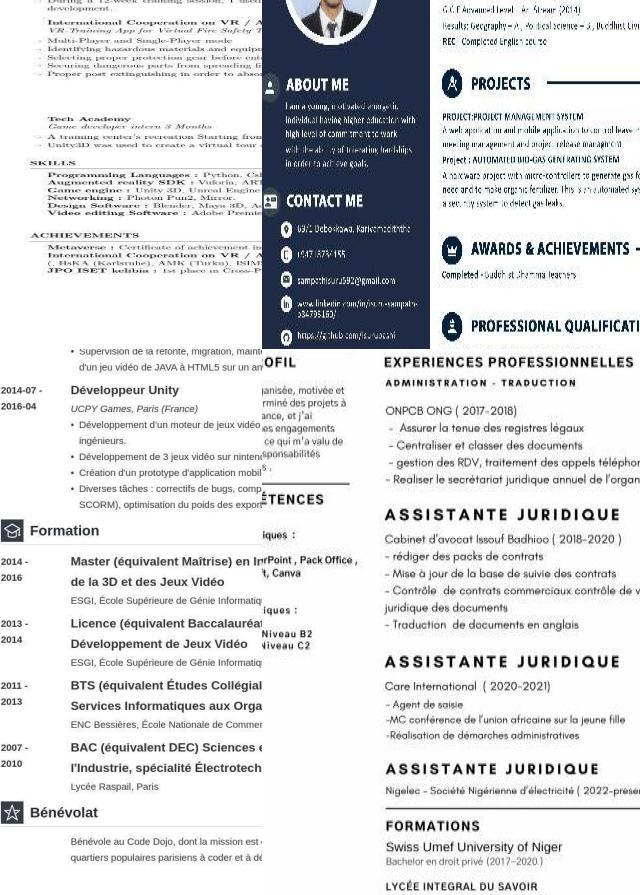 development.
International Cooperation on VR / A
VR-Training App for Virtual Fire Safety T
- Multi-Player and Single-Player mode
- Identifying hazardous materials and equip
- Selecting proper protection gear before ent
- Securing dangerous parts from spreading fi
- Proper post extinguishing in order to absor
Tech Academy
Game developer intern 3 Months
- A training center's recreation Starting from
- Unity3D was used to create a virtual tour
SKILLS
Programming Languages : Python, Cs
Augmented reality SDK : Vuforia, AR
Game engine : Unity 3D, Unreal Engine
Networking : Photon Pun2, Mirror.
Design Software : Blender, Maya 3D, A
Video editing Software : Adobe Premie
ACHIEVEMENTS
Metaverse : Certificate of achievement in
International Cooperation on VR / A
(, HsKA (Karlsruhe), AMK (Turku), ISIM
JPO ISET kelibia : 1st place in Cross-P
ABOUT ME
I am a young, motivated energetic,
individual having higher education with
high level of commitment to work
with the ability of tolerating hardships
in order to achieve goals.
CONTACT ME
69/1 Dobokkawa, Kariyamadiththa
sampathisuru592@gmail.com
www.linkedin.com/in/isuru-sampath-
https://github.com/isurubashi
G.C.E Advanced Level - Art Stream (2014)
Results: Geography - A , Political Science - B , Buddhist Civi
REC : Completed English course
PROJECTS
PROJECT:PROJECT MANAGEMENT SYSTEM
A web application and mobile application to control leave
meeting management and project release managment
Project : AUTOMATED BIO-GAS GENERATING SYSTEM
A hardware project with micro-controllers to generate gas fo
need and to make organic fertilizer. This is an automated sys
a security system to detect gas leaks.
AWARDS & ACHIEVEMENTS
Completed - Buddhist Dhamma Teachers
PROFESSIONAL QUALIFICATI
• Supervision de la refonte, migration, maint
d'un jeu vidéo de JAVA à HTML5 sur un an
2014-07 -
2016-04
Développeur Unity
UCPY Games, Paris (France)
• Développement d'un moteur de jeux vidéo
ingénieurs.
• Développement de 3 jeux vidéo sur ninten
• Création d'un prototype d'application mobil
• Diverses tâches : correctifs de bugs, comp
SCORM), optimisation du poids des export
Formation
2014 -
2016
Master (équivalent Maîtrise) en In
de la 3D et des Jeux Vidéo
ESGI, École Supérieure de Génie Informatiq
2013 -
2014
Licence (équivalent Baccalauréat
Développement de Jeux Vidéo
ESGI, École Supérieure de Génie Informatiq
2011 -
2013
BTS (équivalent Études Collégial
Services Informatiques aux Orga
ENC Bessières, École Nationale de Commer
2007 -
2010
BAC (équivalent DEC) Sciences e
l'Industrie, spécialité Électrotech
Lycée Raspail, Paris
Bénévolat
Bénévole au Code Dojo, dont la mission est
quartiers populaires parisiens à coder et à dé
OFIL
anisée, motivée et
rminé des projets à
ance, et j'ai
es engagements
ce qui m'a valu de
sponsabilités
s .
ÉTENCES
iques :
rPoint , Pack Office ,
t, Canva
iques :
Niveau B2
Niveau C2
EXPERIENCES PROFESSIONNELLES
ADMINISTRATION - TRADUCTION
ONPCB ONG ( 2017-2018)
- Assurer la tenue des registres légaux
- Centraliser et classer des documents
- gestion des RDV, traitement des appels téléphor
- Realiser le secrétariat juridique annuel de l'organ
ASSISTANTE JURIDIQUE
Cabinet d'avocat Issouf Badhioo ( 2018-2020 )
- rédiger des packs de contrats
- Mise à jour de la base de suivie des contrats
- Contrôle de contrats commerciaux contrôle de v
juridique des documents
- Traduction de documents en anglais
ASSISTANTE JURIDIQUE
Care International ( 2020-2021)
- Agent de saisie
-MC conférence de l'union africaine sur la jeune fille
-Réalisation de démarches administratives
ASSISTANTE JURIDIQUE
Nigelec - Société Nigérienne d'électricité ( 2022-presen
FORMATIONS
Swiss Umef University of Niger
Bachelor en droit privé (2017-2020 )
LYCÉE INTEGRAL DU SAVOIR